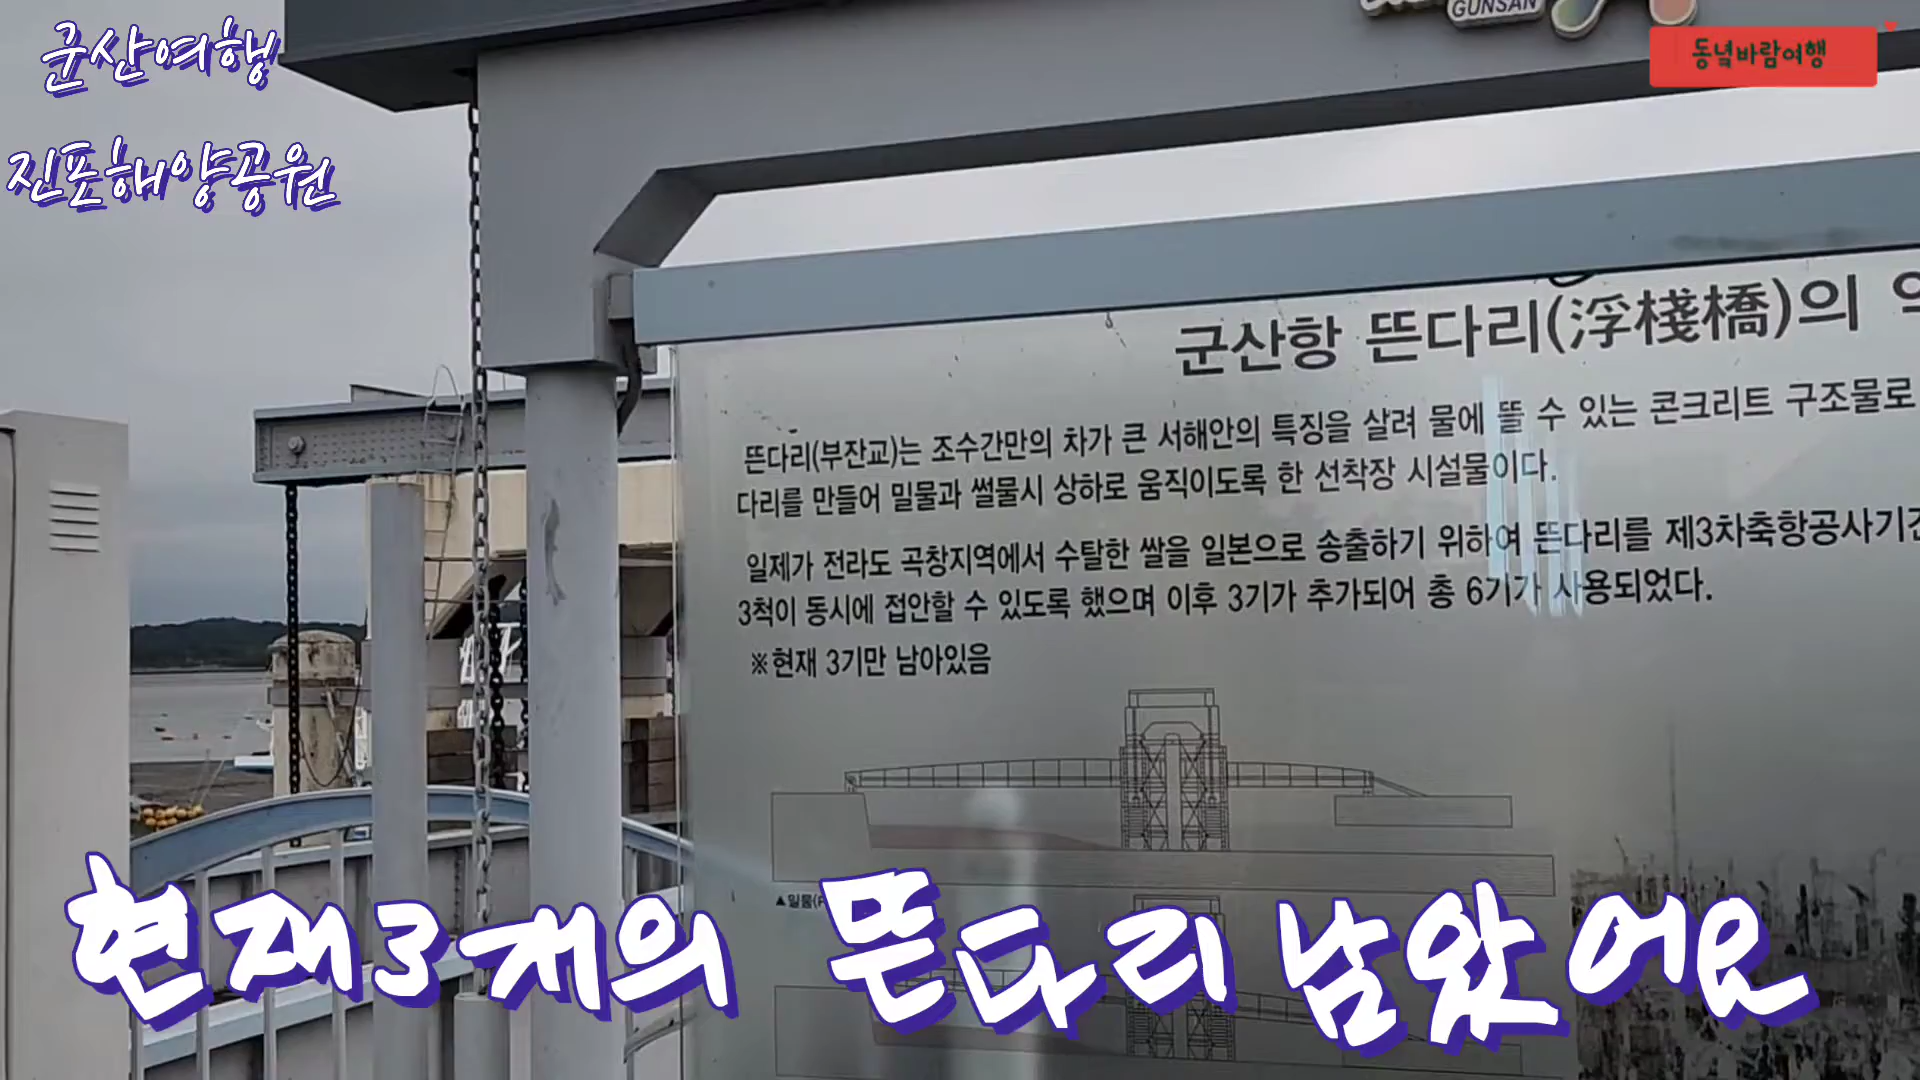 군산여행
진포해양공원
GUNSAN
동녘바람여행
군산항 뜬다리(浮棧橋)의
뜬다리(부잔교)는 조수간만의 차가 큰 서해안의 특징을 살려 물에 뜰 수 있는 콘크리트 구조물로
다리를 만들어 밀물과 썰물시 상하로 움직이도록 한 선착장 시설물이다.
일제가 전라도 곡창지역에서 수탈한 쌀을 일본으로 송출하기 위하여 뜬다리를 제3차축항공사기간
3척이 동시에 접안할 수 있도록 했으며 이후 3기가 추가되어 총 6기가 사용되었다.
※현재 3기만 남아있음
▲밀물(
현재3개의 뜬다리남았어요